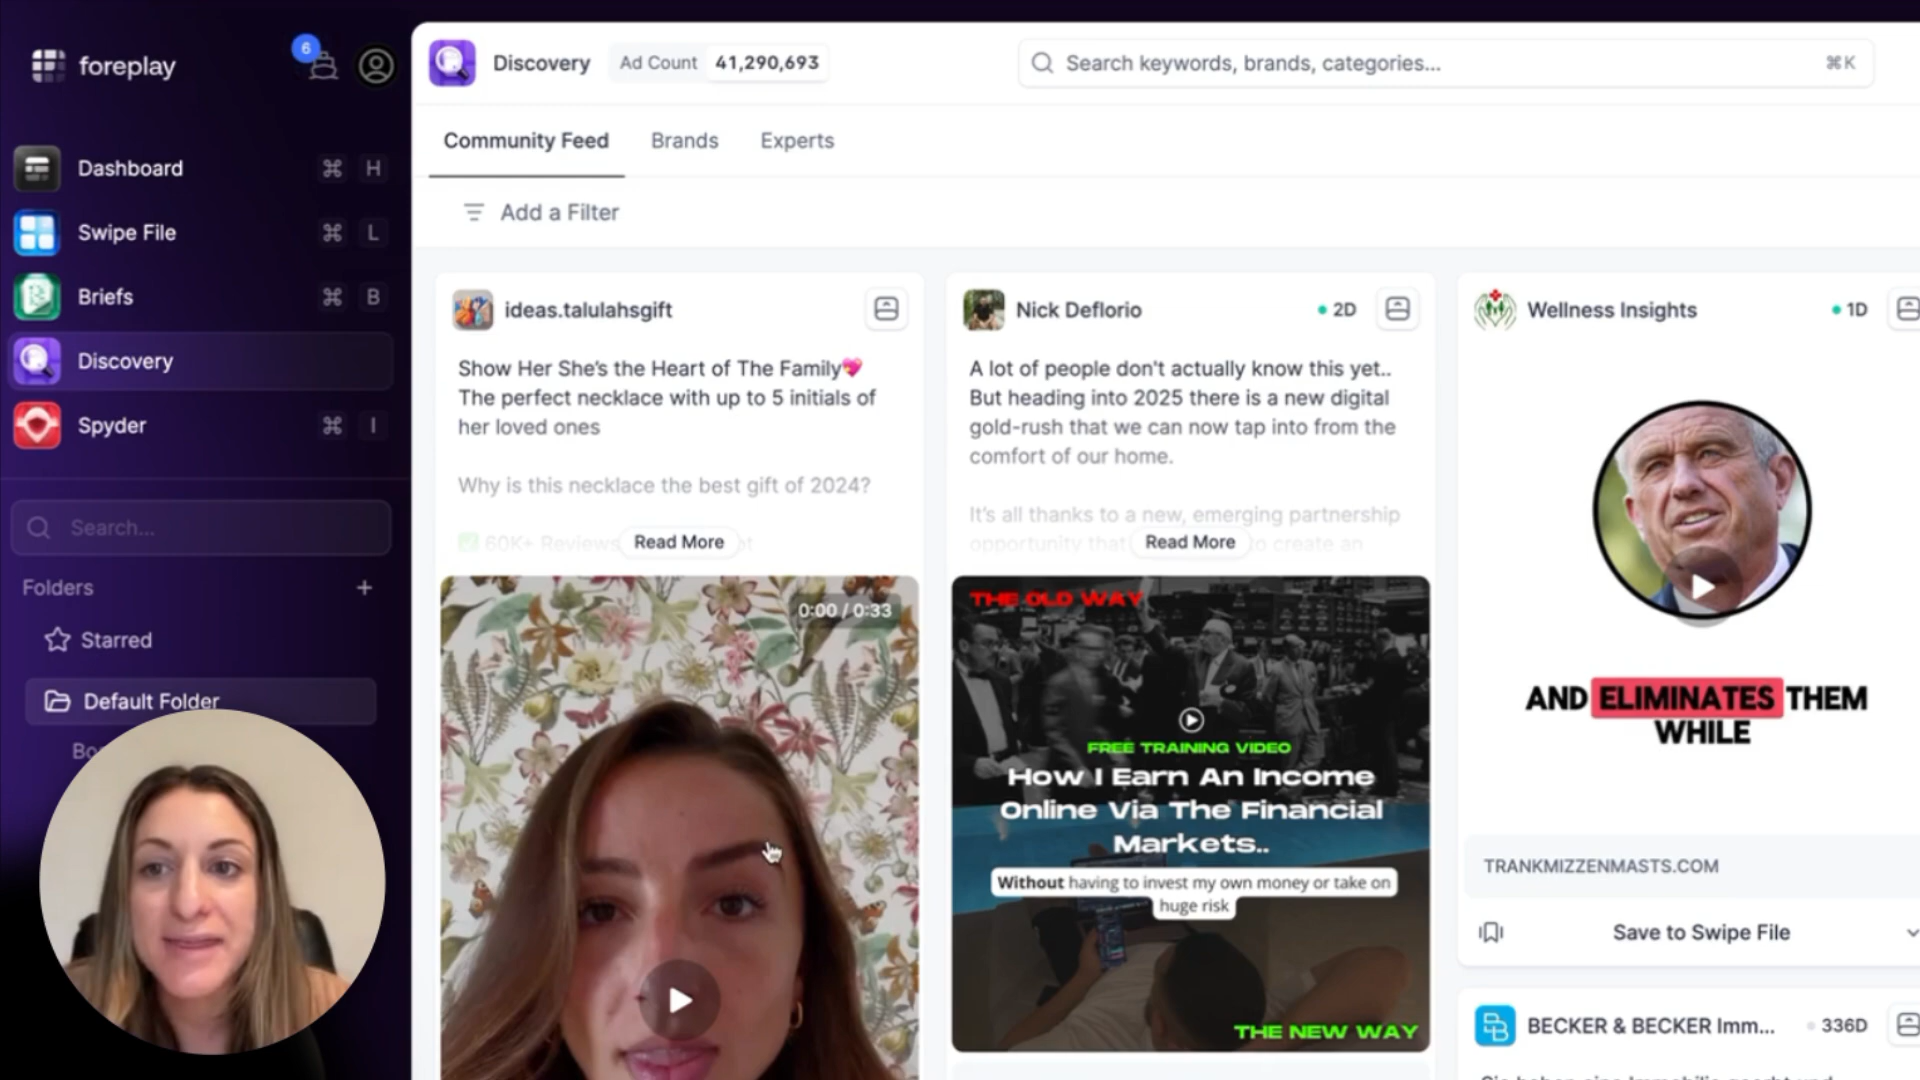 foreplay
6
Dashboard
⌘ H
Swipe File
⌘ L
Briefs
⌘ B
Discovery
Spyder
⌘ I
Search...
Folders
+
Starred
Default Folder
Discovery
Ad Count 41,290,693
Search keywords, brands, categories...
⌘K
Community Feed
Brands
Experts
Add a Filter
ideas.talulahsgift
Show Her She's the Heart of The Family💖
The perfect necklace with up to 5 initials of
her loved ones
Why is this necklace the best gift of 2024?
✅ 60K+ Reviews
Read More
0:00 / 0:33
Nick Deflorio
2D
A lot of people don't actually know this yet..
But heading into 2025 there is a new digital
gold-rush that we can now tap into from the
comfort of our home.
It's all thanks to a new, emerging partnership
opportunity that to create an
Read More
THE OLD WAY
FREE TRAINING VIDEO
How I Earn An Income
Online Via The Financial
Markets..
Without having to invest my own money or take on
huge risk
THE NEW WAY
Wellness Insights
1D
AND ELIMINATES THEM
WHILE
TRANKMIZZENMASTS.COM
Save to Swipe File
BECKER & BECKER Imm...
336D